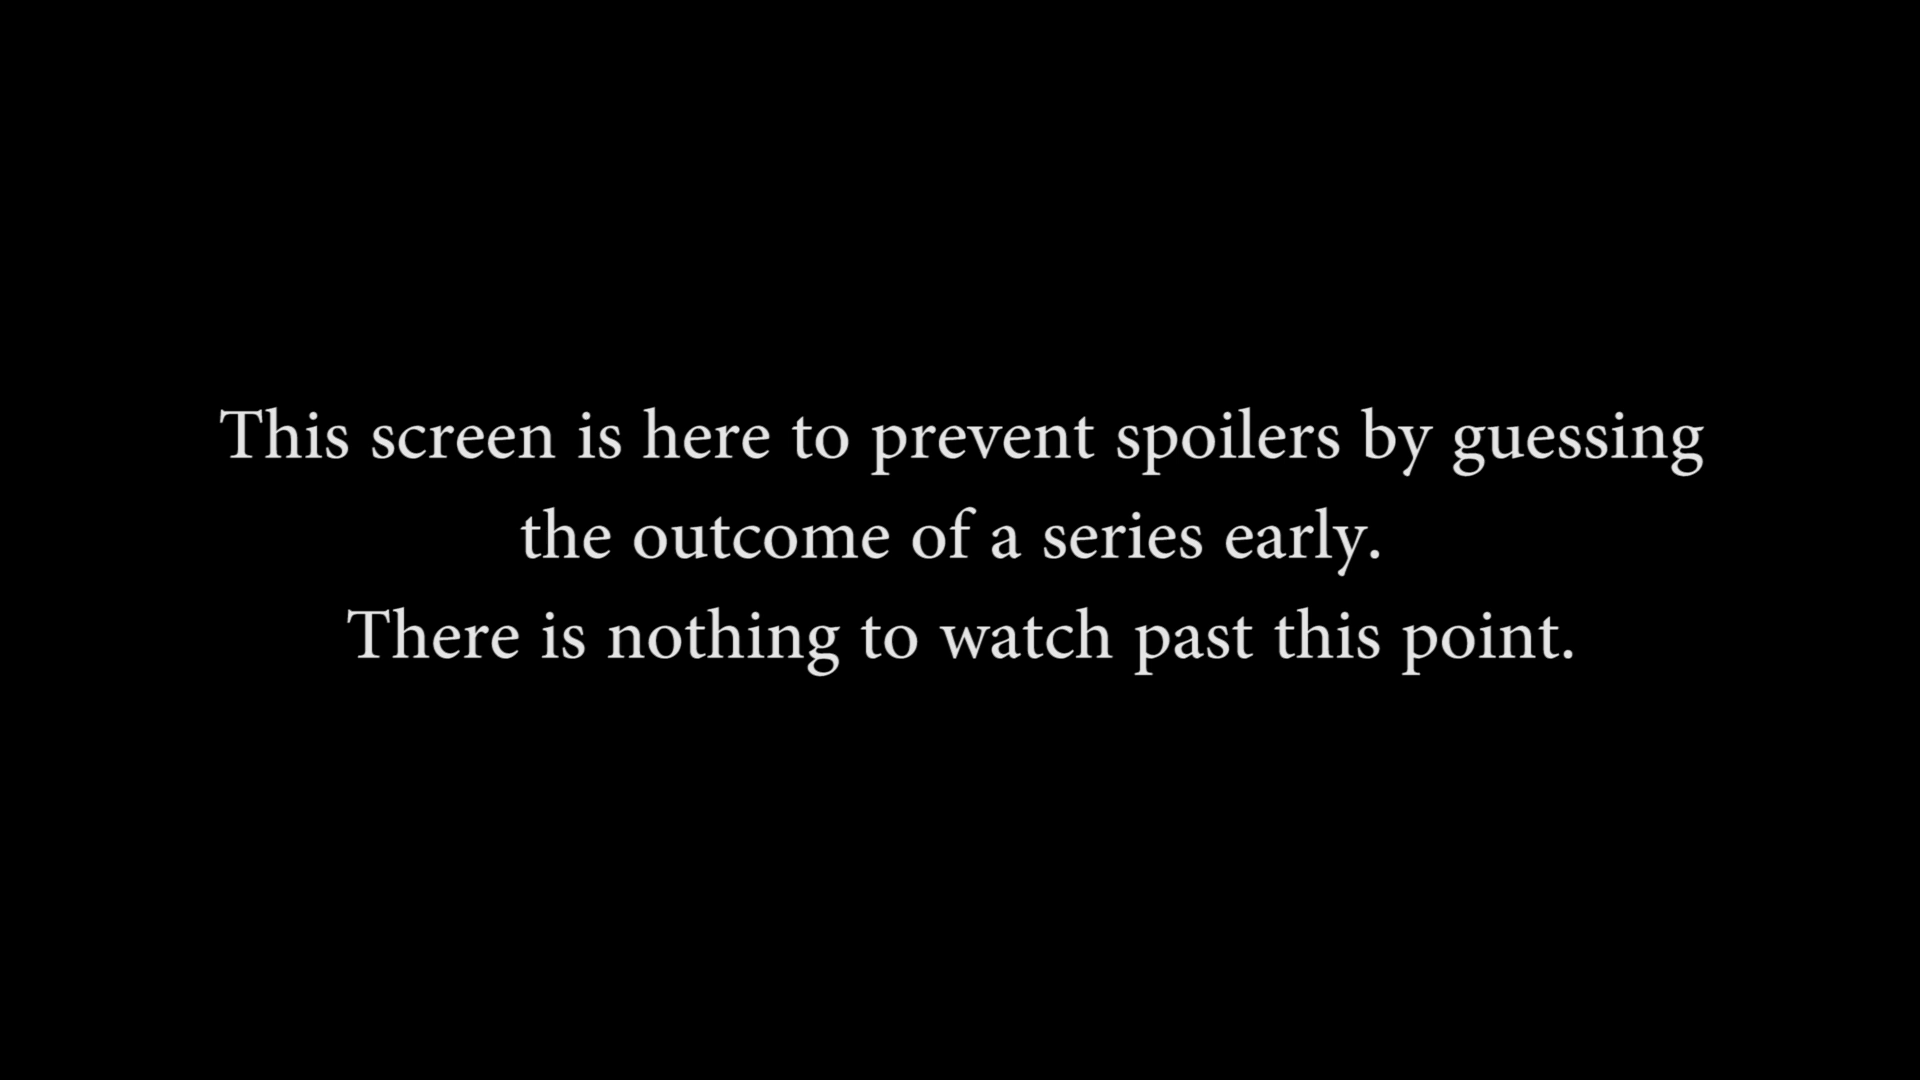 This screen is here to prevent spoilers by guessing
the outcome of a series early.
There is nothing to watch past this point.